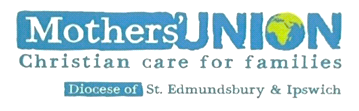 Mothers' UNION
Christian care for families
Diocese of St. Edmundsbury & Ipswich